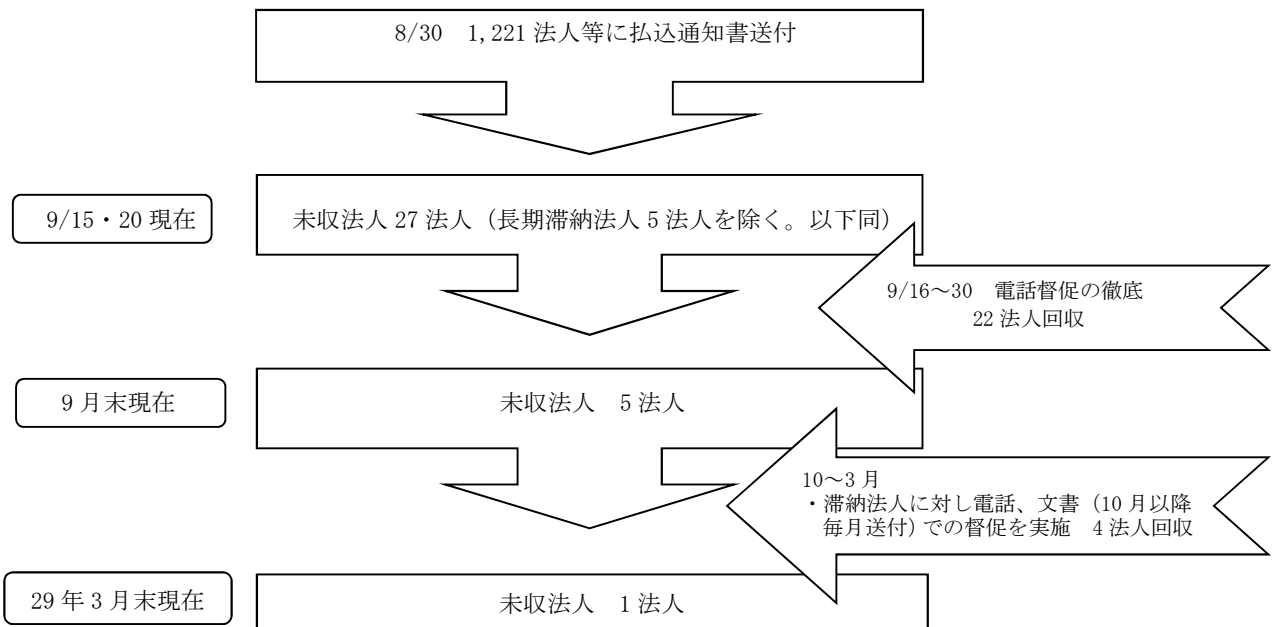 8/30　1,221 法人等に払込通知書送付
9/15・20 現在
未収法人 27 法人（長期滞納法人 5 法人を除く。以下同）
9/16～30　電話督促の徹底
22 法人回収
9 月末現在
未収法人　5 法人
10～3 月
・滞納法人に対し電話、文書（10 月以降
毎月送付）での督促を実施　4 法人回収
29 年 3 月末現在
未収法人　1 法人